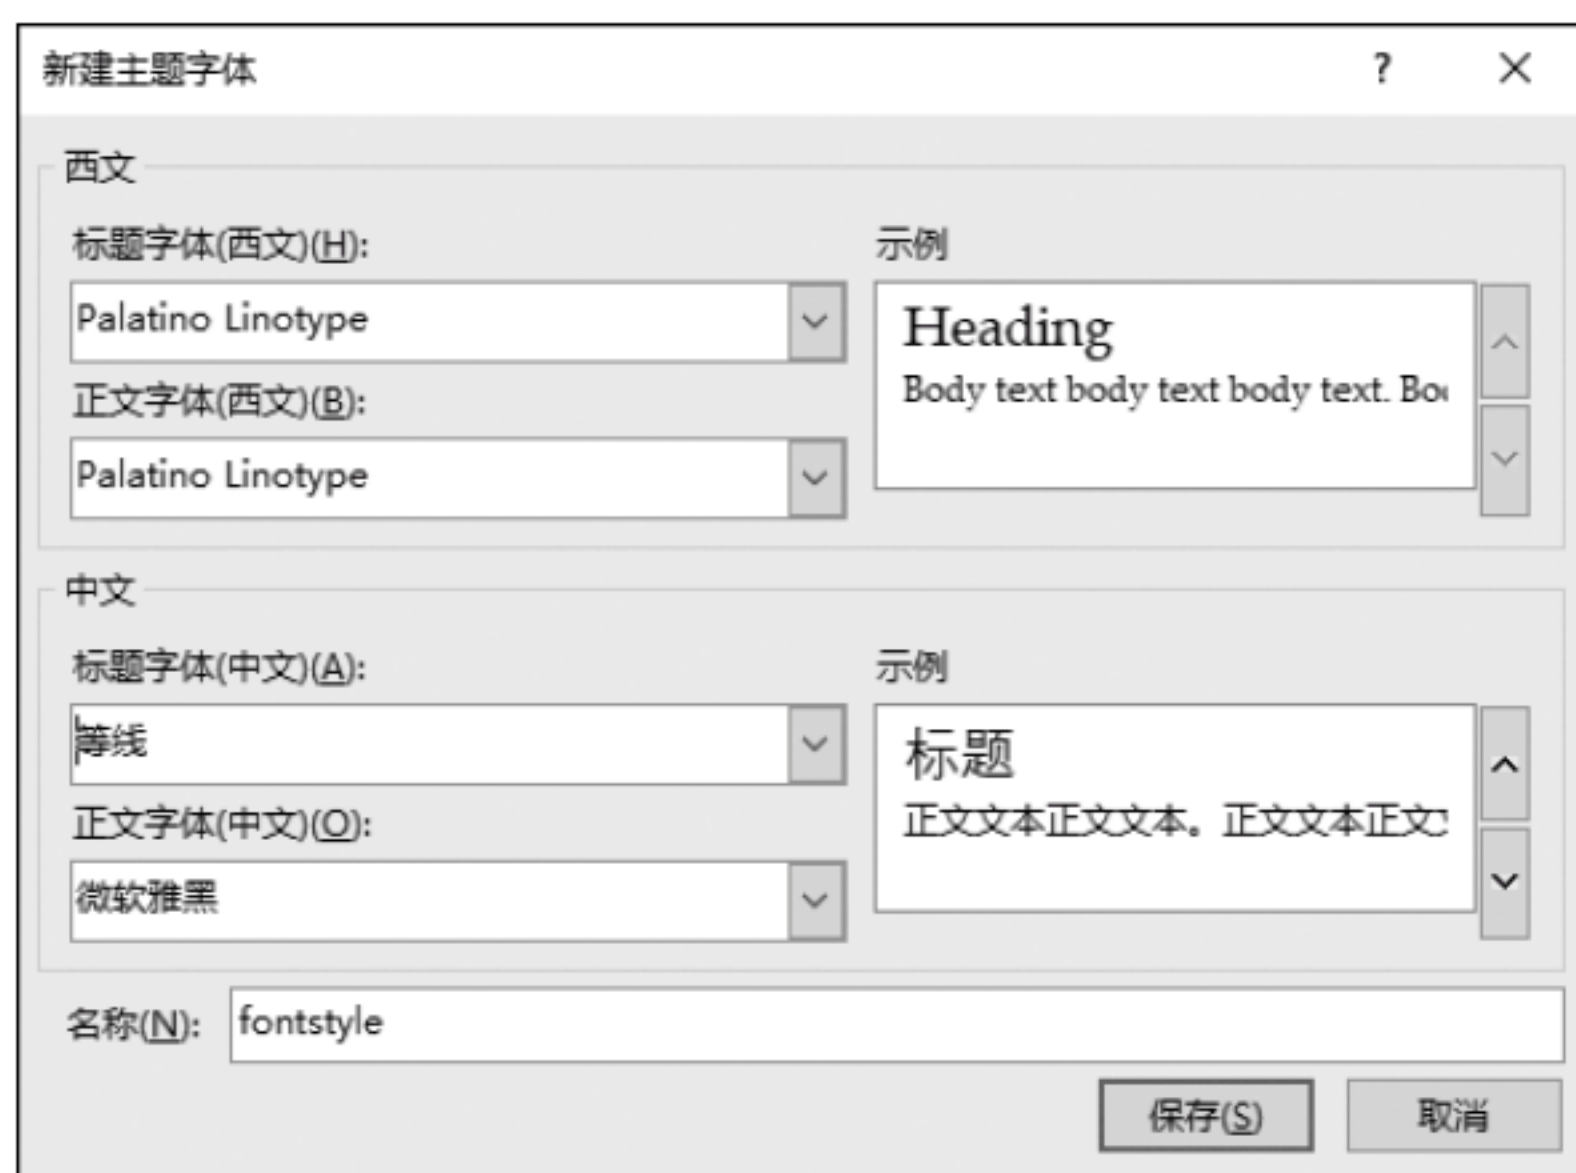 新建主题字体 ?
西文
标题字体(西文)(H):
Palatino Linotype
正文字体(西文)(B):
Palatino Linotype
示例
Heading
Body text body text body text. Bo
中文
标题字体(中文)(A):
等线
正文字体(中文)(O):
微软雅黑
示例
标题
正文文本正文文本。正文文本正文
名称(N): fontstyle
保存(S) 取消